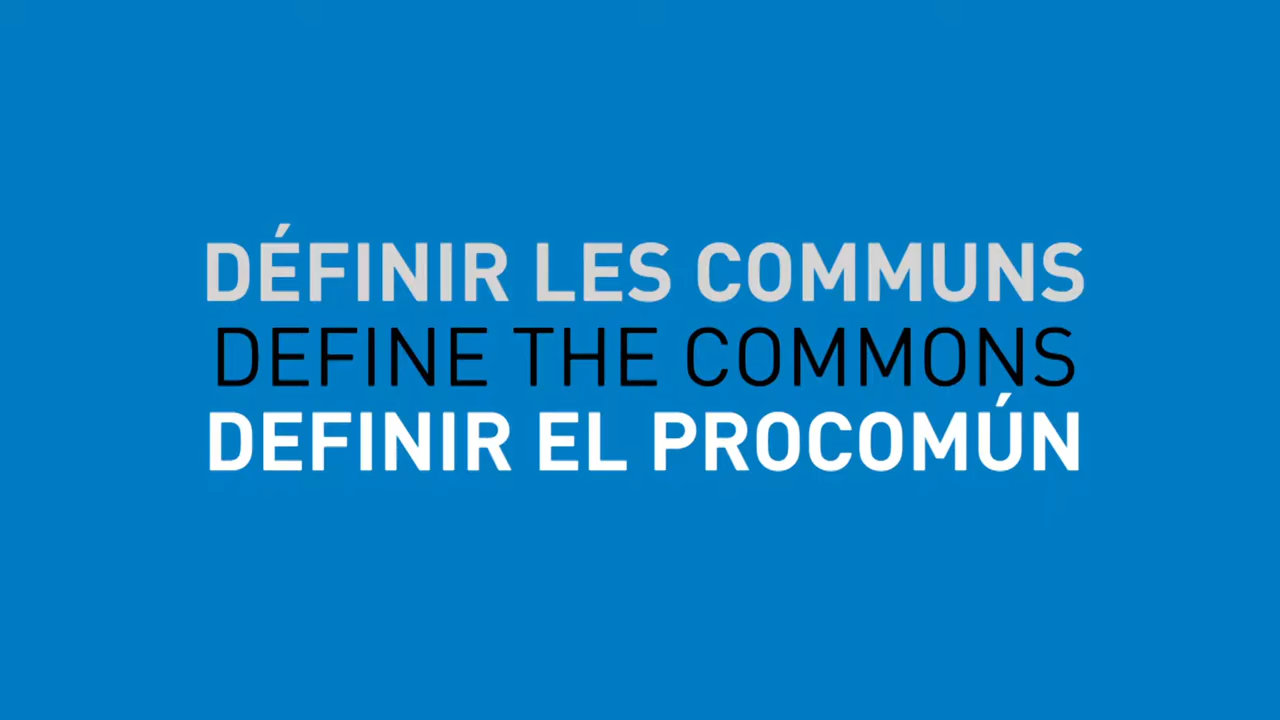 DÉFINIR LES COMMUNS
DEFINE THE COMMONS
DEFINIR EL PROCOMÚN